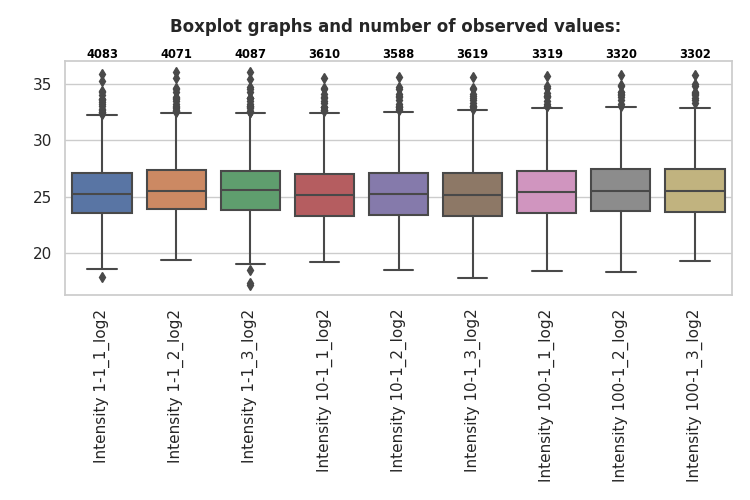 Boxplot graphs and number of observed values:
4083 4071 4087 3610 3588 3619 3319 3320 3302
35
30
25
20
Intensity 1-1_1_log2
Intensity 1-1_2_log2
Intensity 1-1_3_log2
Intensity 10-1_1_log2
Intensity 10-1_2_log2
Intensity 10-1_3_log2
Intensity 100-1_1_log2
Intensity 100-1_2_log2
Intensity 100-1_3_log2